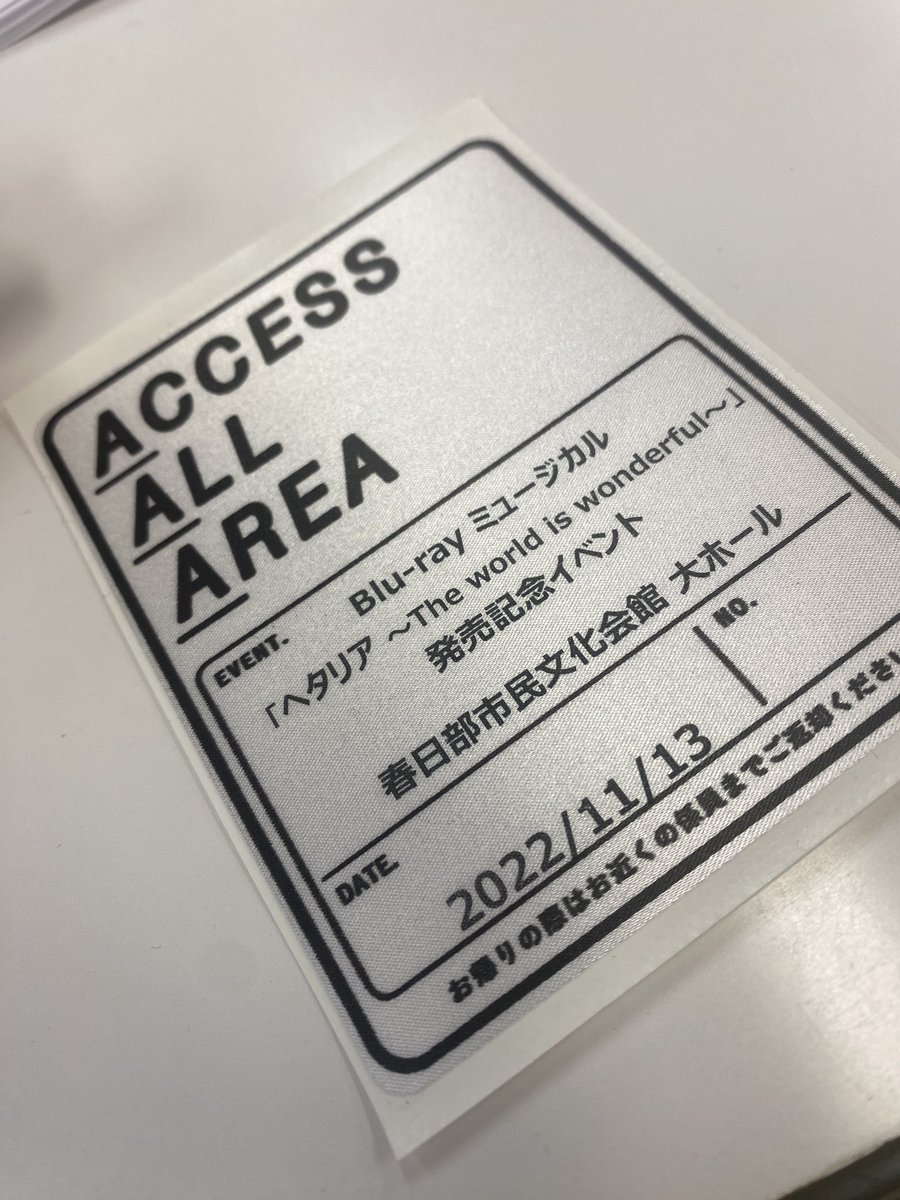 ACCESS
ALL
AREA
EVENT.
Blu-ray ミュージカル
「ヘタリア 〜The world is wonderful〜」
発売記念イベント
春日部市民文化会館 大ホール
DATE.
2022/11/13
NO.
お帰りの際はお近くの係員までご返却ください